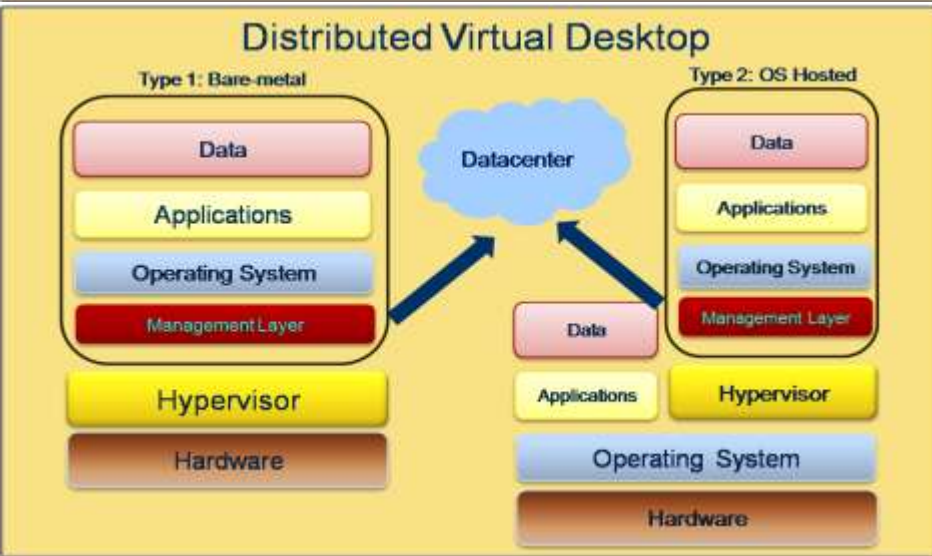 Distributed Virtual Desktop
Type 1: Bare-metal
Data
Applications
Operating System
Management Layer
Hypervisor
Hardware
Datacenter
Type 2: OS Hosted
Data
Applications
Operating System
Management Layer
Hypervisor
Data
Applications
Operating System
Hardware